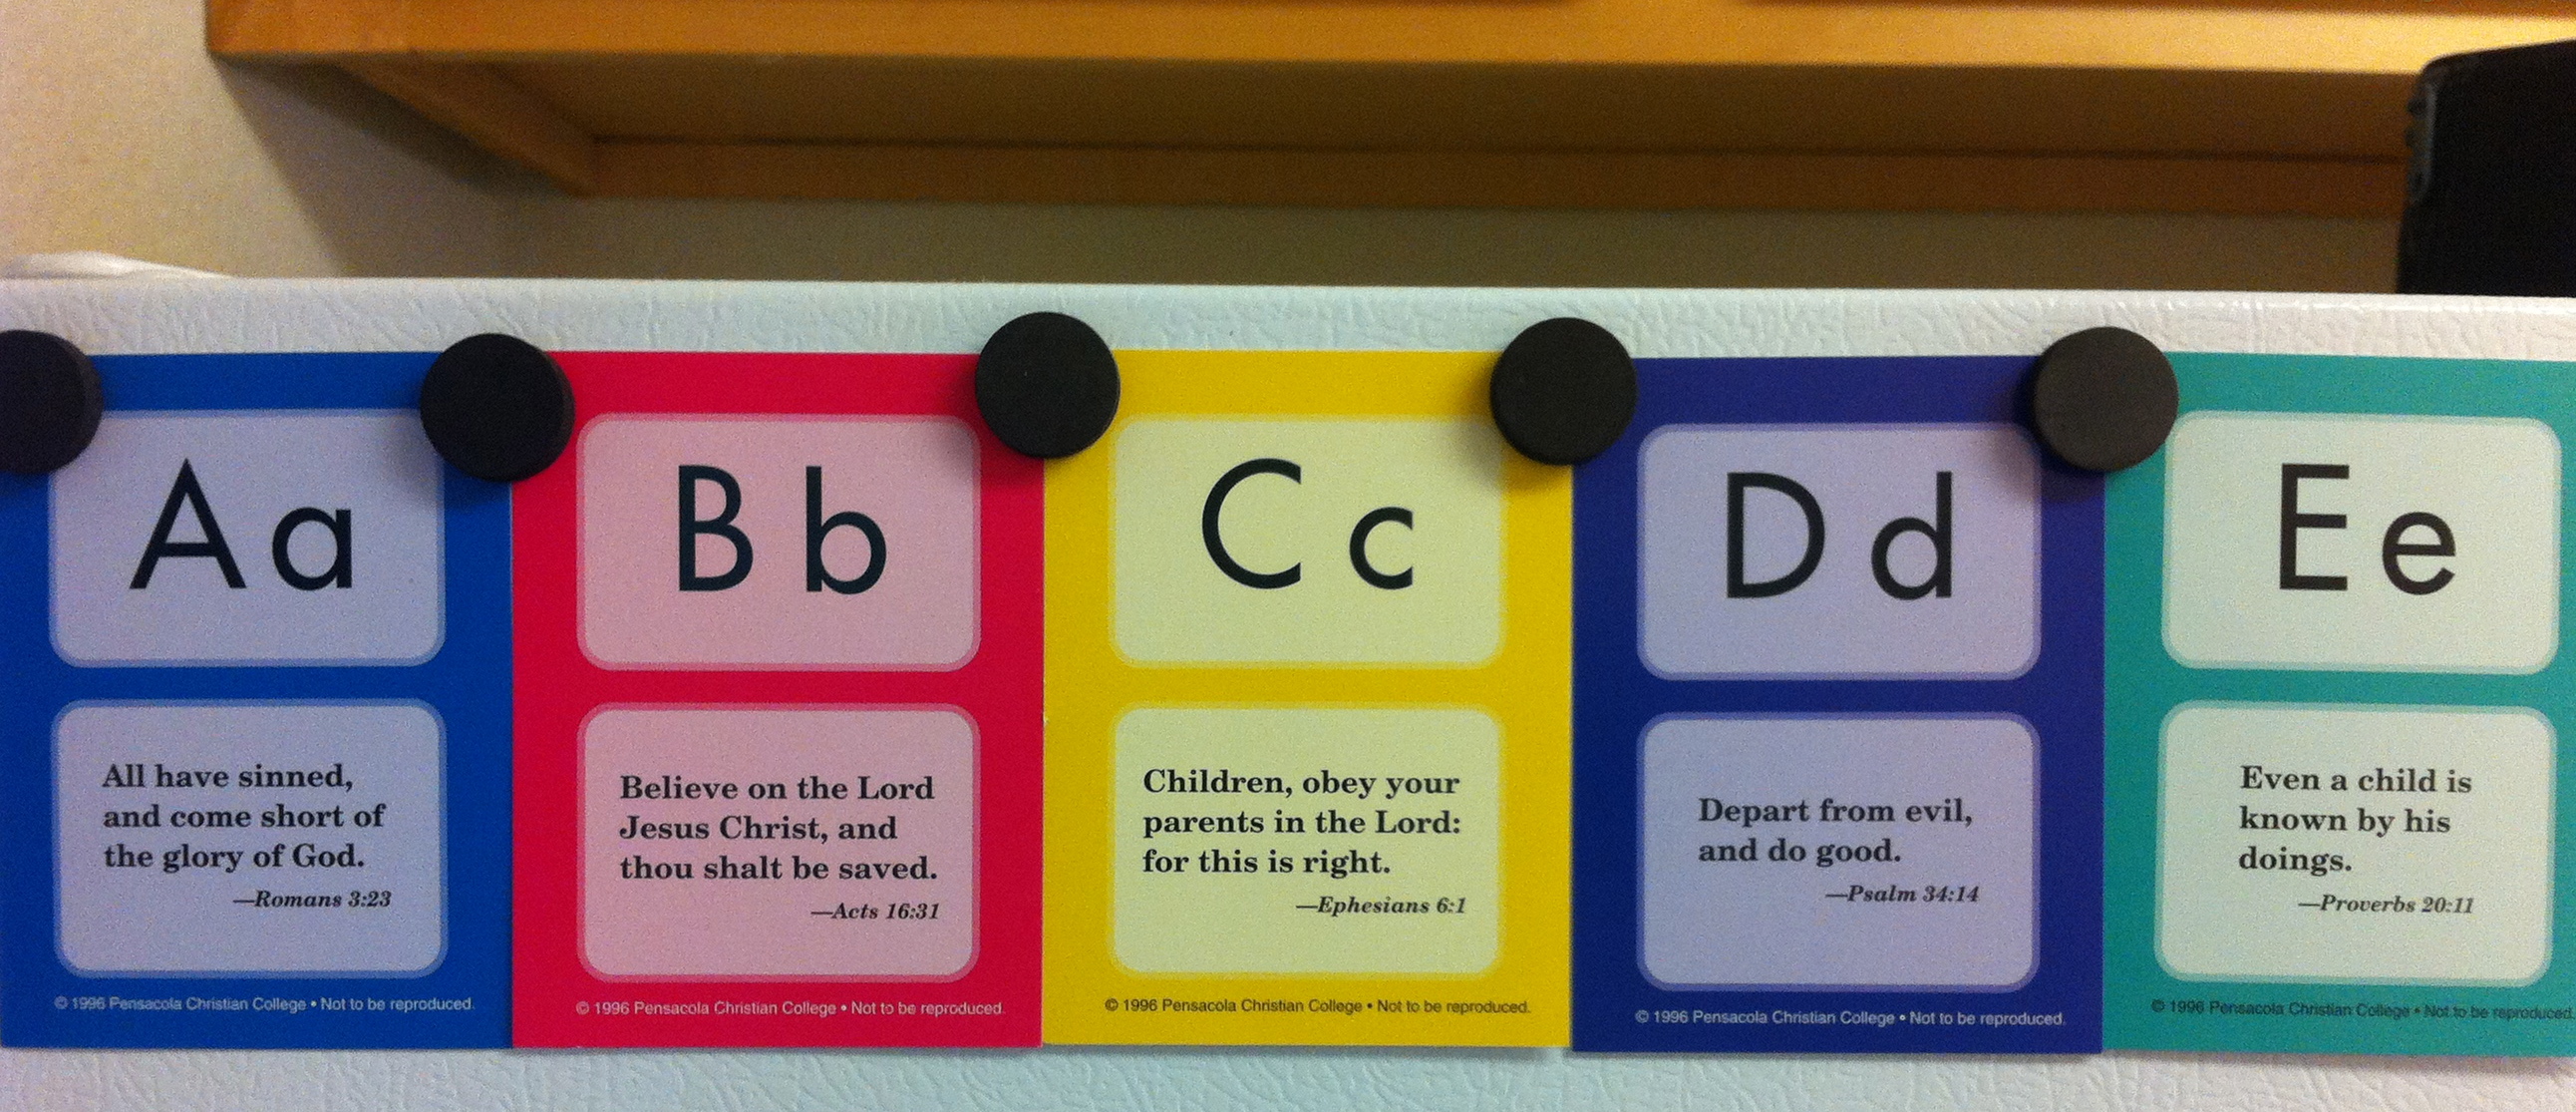 Aa
All have sinned,
and come short of
the glory of God.
—Romans 3:23
© 1996 Pensacola Christian College • Not to be reproduced.
Bb
Believe on the Lord
Jesus Christ, and
thou shalt be saved.
—Acts 16:31
© 1996 Pensacola Christian College • Not to be reproduced.
Cc
Children, obey your
parents in the Lord:
for this is right.
—Ephesians 6:1
© 1996 Pensacola Christian College • Not to be reproduced.
Dd
Depart from evil,
and do good.
—Psalm 34:14
© 1996 Pensacola Christian College • Not to be reproduced.
Ee
Even a child is
known by his
doings.
—Proverbs 20:11
© 1996 Pensacola Christian College • Not to be reproduced.